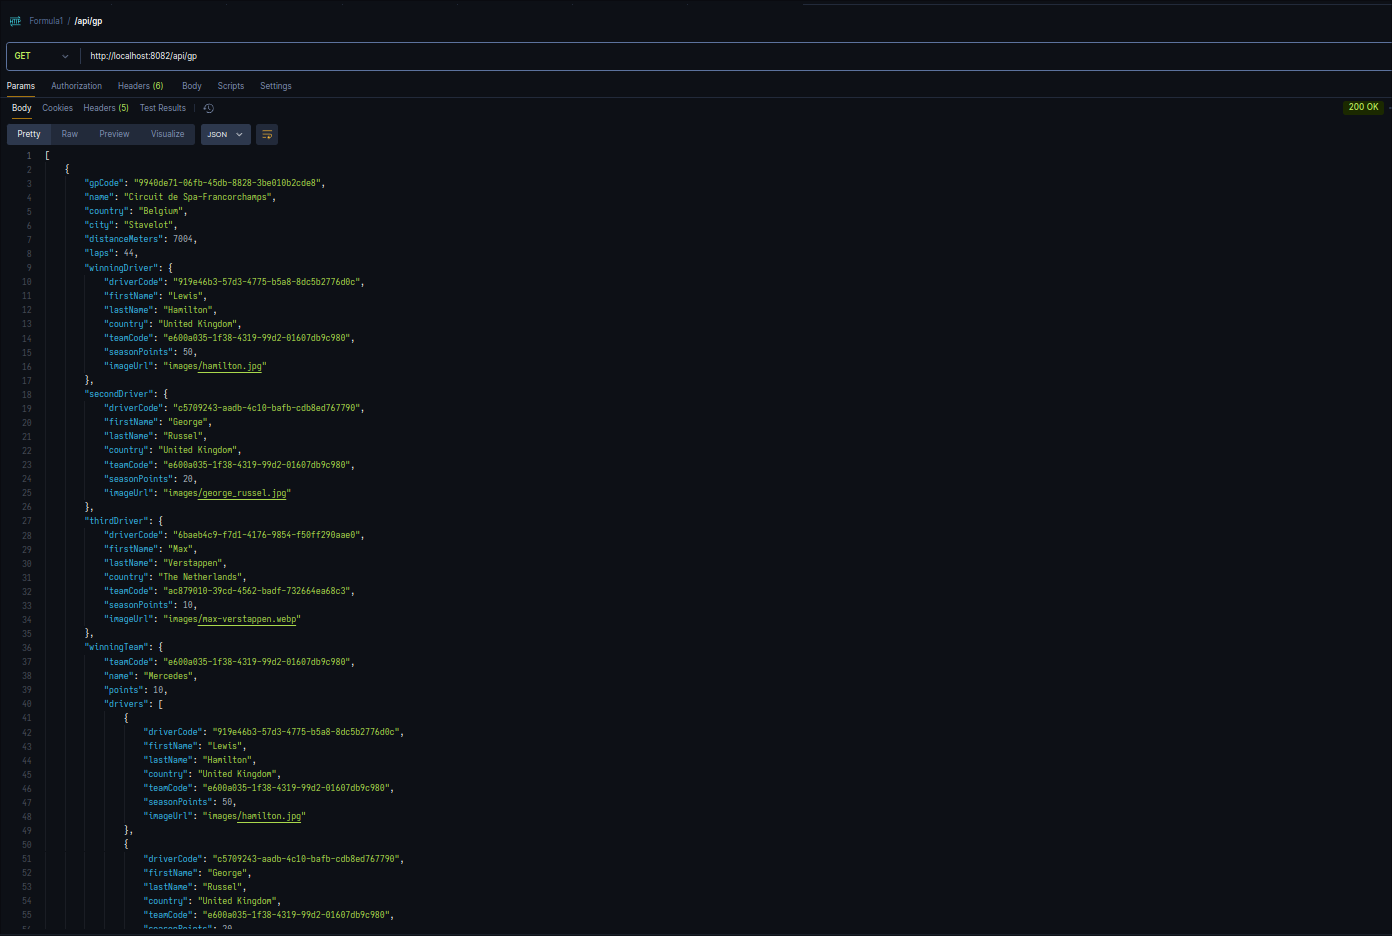 Formula1 / /api/gp
GET http://localhost:8082/api/gp
Params Authorization Headers (6) Body Scripts Settings
Body Cookies Headers (5) Test Results 200 OK
Pretty Raw Preview Visualize JSON
1 [
2 {
3 "gpCode": "9940de71-06fb-45db-8828-3be010b2cde8",
4 "name": "Circuit de Spa-Francorchamps",
5 "country": "Belgium",
6 "city": "Stavelot",
7 "distanceMeters": 7004,
8 "laps": 44,
9 "winningDriver": {
10 "driverCode": "919e46b3-57d3-4775-b5a8-8dc5b2776d0c",
11 "firstName": "Lewis",
12 "lastName": "Hamilton",
13 "country": "United Kingdom",
14 "teamCode": "e600a035-1f38-4319-99d2-01607db9c980",
15 "seasonPoints": 50,
16 "imageUrl": "images/hamilton.jpg"
17 },
18 "secondDriver": {
19 "driverCode": "c5709243-aadb-4c10-bafb-cdb8ed767790",
20 "firstName": "George",
21 "lastName": "Russel",
22 "country": "United Kingdom",
23 "teamCode": "e600a035-1f38-4319-99d2-01607db9c980",
24 "seasonPoints": 20,
25 "imageUrl": "images/george_russel.jpg"
26 },
27 "thirdDriver": {
28 "driverCode": "6baeb4c9-f7d1-4176-9854-f50ff290aae0",
29 "firstName": "Max",
30 "lastName": "Verstappen",
31 "country": "The Netherlands",
32 "teamCode": "ac879010-39cd-4562-badf-732664ea68c3",
33 "seasonPoints": 10,
34 "imageUrl": "images/max-verstappen.webp"
35 },
36 "winningTeam": {
37 "teamCode": "e600a035-1f38-4319-99d2-01607db9c980",
38 "name": "Mercedes",
39 "points": 10,
40 "drivers": [
41 {
42 "driverCode": "919e46b3-57d3-4775-b5a8-8dc5b2776d0c",
43 "firstName": "Lewis",
44 "lastName": "Hamilton",
45 "country": "United Kingdom",
46 "teamCode": "e600a035-1f38-4319-99d2-01607db9c980",
47 "seasonPoints": 50,
48 "imageUrl": "images/hamilton.jpg"
49 },
50 {
51 "driverCode": "c5709243-aadb-4c10-bafb-cdb8ed767790",
52 "firstName": "George",
53 "lastName": "Russel",
54 "country": "United Kingdom",
55 "teamCode": "e600a035-1f38-4319-99d2-01607db9c980",